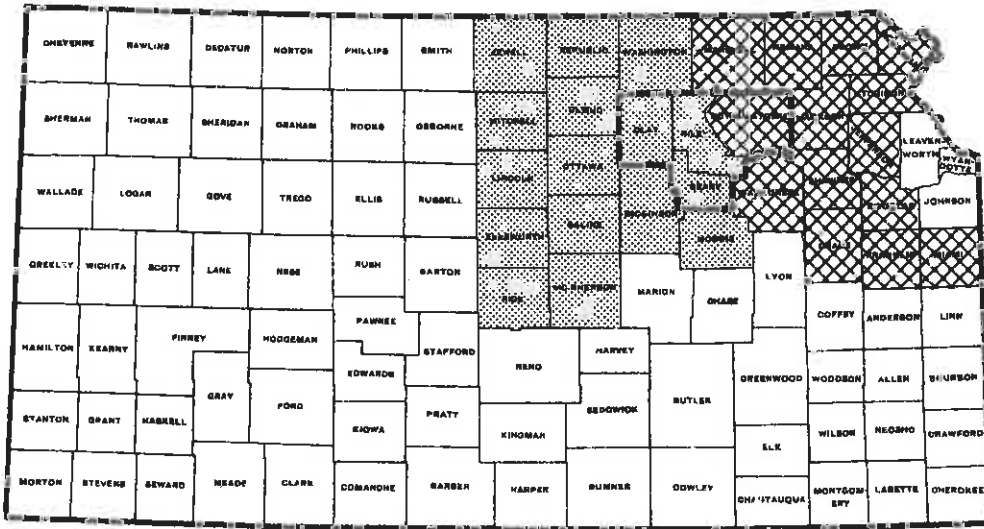 CHEYENNE RAWLINS DECATUR NORTON PHILLIPS SMITH JEWELL REPUBLIC WASHINGTON
SHERMAN THOMAS SHERIDAN GRAHAM ROOKS OSBORNE MITCHELL CLAY
LEAVEN-
WORTH
WYAN-
DOTTE
WALLACE LOGAN GOVE TREGO ELLIS RUSSELL LINCOLN OTTAWA GEARY JOHNSON
ELLSWORTH SALINE DICKINSON MORRIS
GREELEY WICHITA SCOTT LANE NESS RUSH BARTON RICE MC PHERSON MARION CHASE LYON MIAMI
HAMILTON KEARNY FINNEY HODGEMAN PAWNEE STAFFORD RENO HARVEY COFFEY ANDERSON LINN
GRAY FORD EDWARDS SEDGWICK BUTLER GREENWOOD WOODSON ALLEN BOURBON
STANTON GRANT HASKELL KIOWA PRATT KINGMAN ELK WILSON NEOSHO CRAWFORD
MORTON STEVENS SEWARD MEADE CLARK COMANCHE BARBER HARPER SUMNER COWLEY CHAUTAUQUA MONTGOM-
ERY
LABETTE CHEROKEE